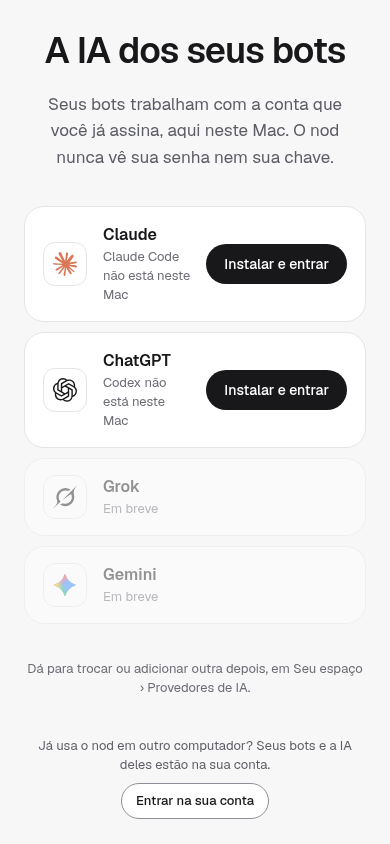 A IA dos seus bots
Seus bots trabalham com a conta que
você já assina, aqui neste Mac. O nod
nunca vê sua senha nem sua chave.
Claude
Claude Code
não está neste
Mac
Instalar e entrar
ChatGPT
Codex não
está neste
Mac
Instalar e entrar
Grok
Em breve
Gemini
Em breve
Dá para trocar ou adicionar outra depois, em Seu espaço
› Provedores de IA.
Já usa o nod em outro computador? Seus bots e a IA
deles estão na sua conta.
Entrar na sua conta